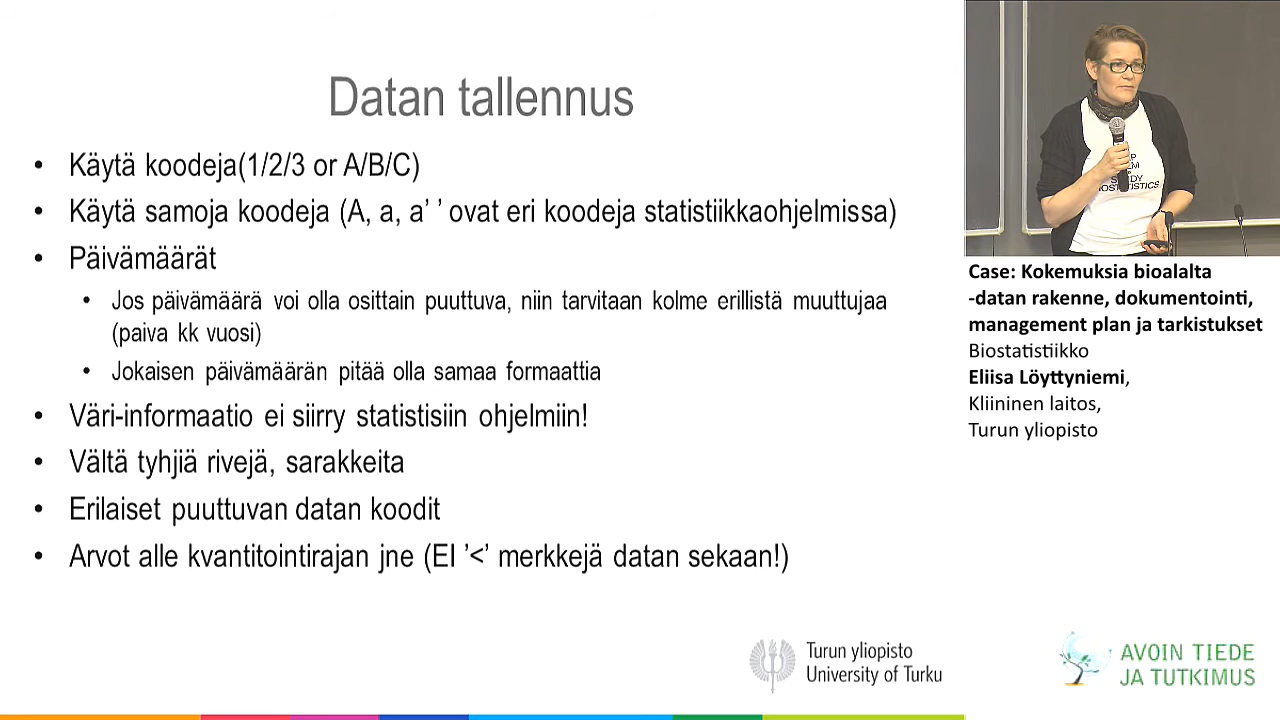 Datan tallennus
• Käytä koodeja(1/2/3 or A/B/C)
• Käytä samoja koodeja (A, a, a’ ’ ovat eri koodeja statistiikkaohjelmissa)
• Päivämäärät
• Jos päivämäärä voi olla osittain puuttuva, niin tarvitaan kolme erillistä muuttujaa
(paiva kk vuosi)
• Jokaisen päivämäärän pitää olla samaa formaattia
• Väri-informaatio ei siirry statistisiin ohjelmiin!
• Vältä tyhjiä rivejä, sarakkeita
• Erilaiset puuttuvan datan koodit
• Arvot alle kvantitointirajan jne (EI ’<’ merkkejä datan sekaan!)
Case: Kokemuksia bioalalta
-datan rakenne, dokumentointi,
management plan ja tarkistukset
Biostatistiikko
Eliisa Löyttyniemi,
Kliininen laitos,
Turun yliopisto
Turun yliopisto
University of Turku
AVOIN TIEDE
JA TUTKIMUS